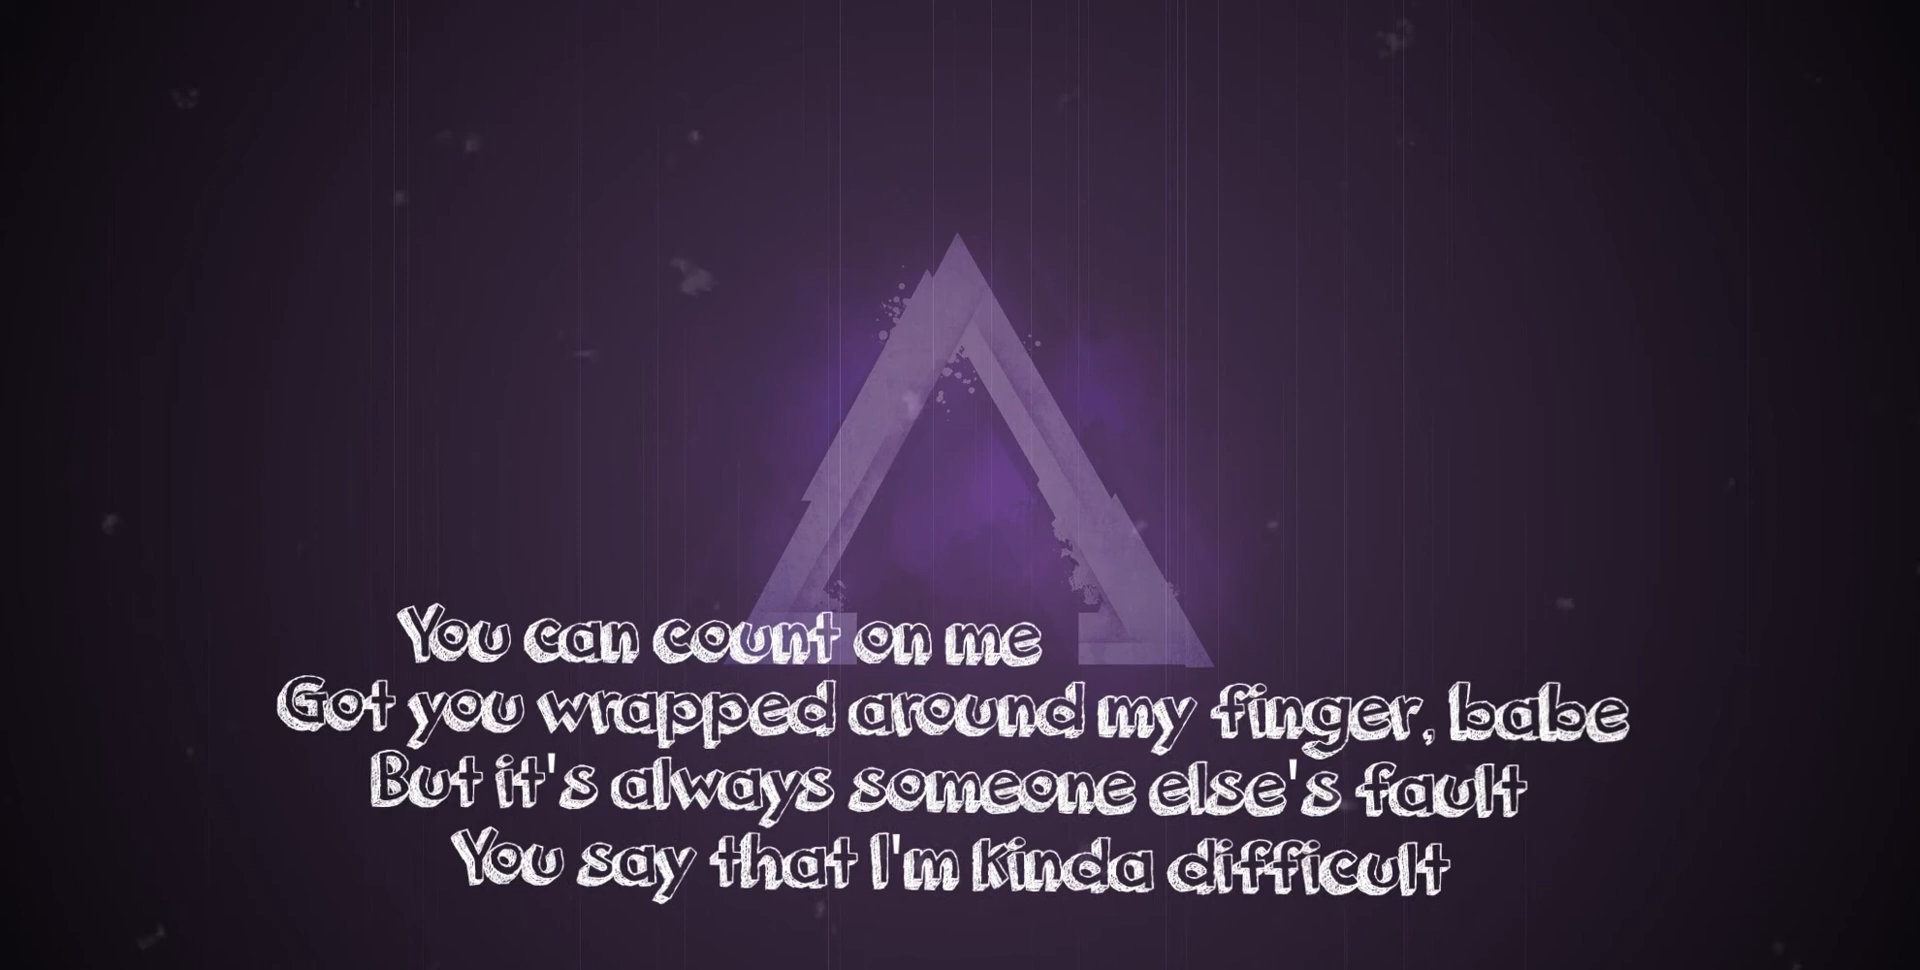 You can count on me
Got you wrapped around my finger, babe
But it's always someone else's fault
You say that I'm kinda difficult